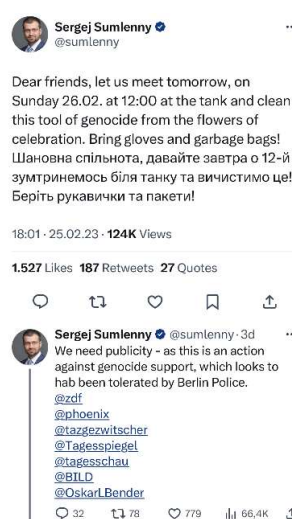 Sergej Sumlenny
@sumlenny
Dear friends, let us meet tomorrow, on
Sunday 26.02. at 12:00 at the tank and clean
this tool of genocide from the flowers of
celebration. Bring gloves and garbage bags!
Шановна спільнота, давайте завтра о 12-й
зумтринемось біля танку та вичистимо це!
Беріть рукавички та пакети!
18:01 · 25.02.23 · 124K Views
1.527 Likes 187 Retweets 27 Quotes
Sergej Sumlenny @sumlenny · 3d
We need publicity - as this is an action
against genocide support, which looks to
hab been tolerated by Berlin Police.
@zdf
@phoenix
@tazgezwitscher
@Tagesspiegel
@tagesschau
@BILD
@OskarLBender
32 78 779 66,4K